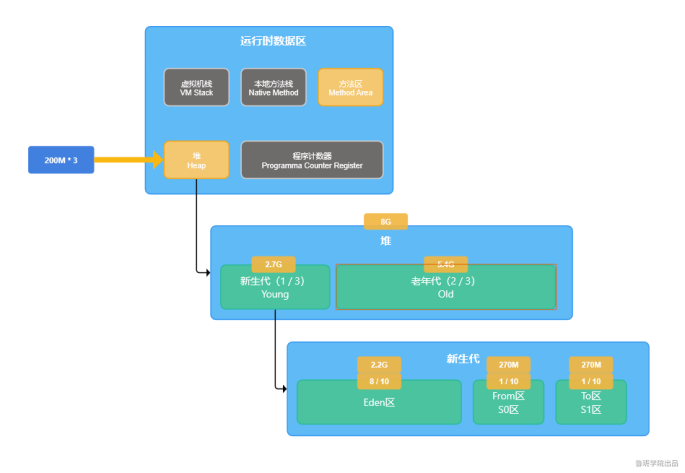 运行时数据区
虚拟机栈
VM Stack
本地方法栈
Native Method
方法区
Method Area
200M * 3
堆
Heap
程序计数器
Programma Counter Register
8G
堆
2.7G
5.4G
新生代（1 / 3）
Young
老年代（2 / 3）
Old
新生代
2.2G
270M
270M
8 / 10
1 / 10
1 / 10
Eden区
From区
S0区
To区
S1区